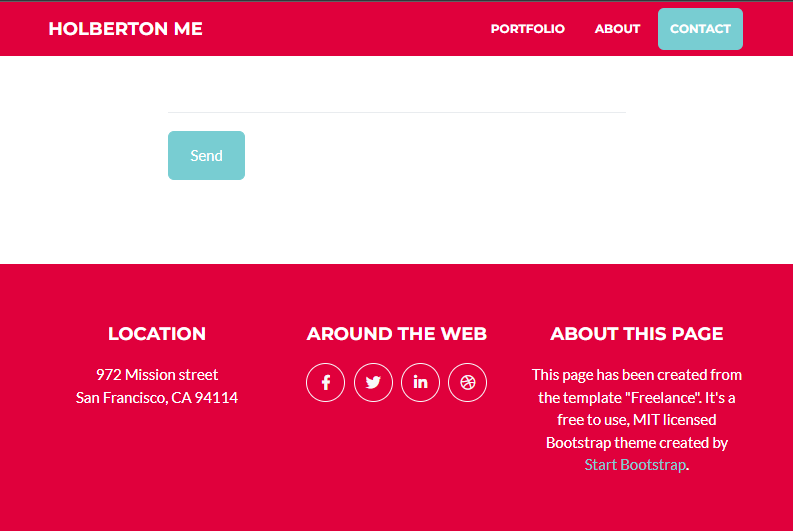 HOLBERTON ME
PORTFOLIO
ABOUT
CONTACT
Send
LOCATION
972 Mission street
San Francisco, CA 94114
AROUND THE WEB
ABOUT THIS PAGE
This page has been created from
the template "Freelance". It's a
free to use, MIT licensed
Bootstrap theme created by
Start Bootstrap.